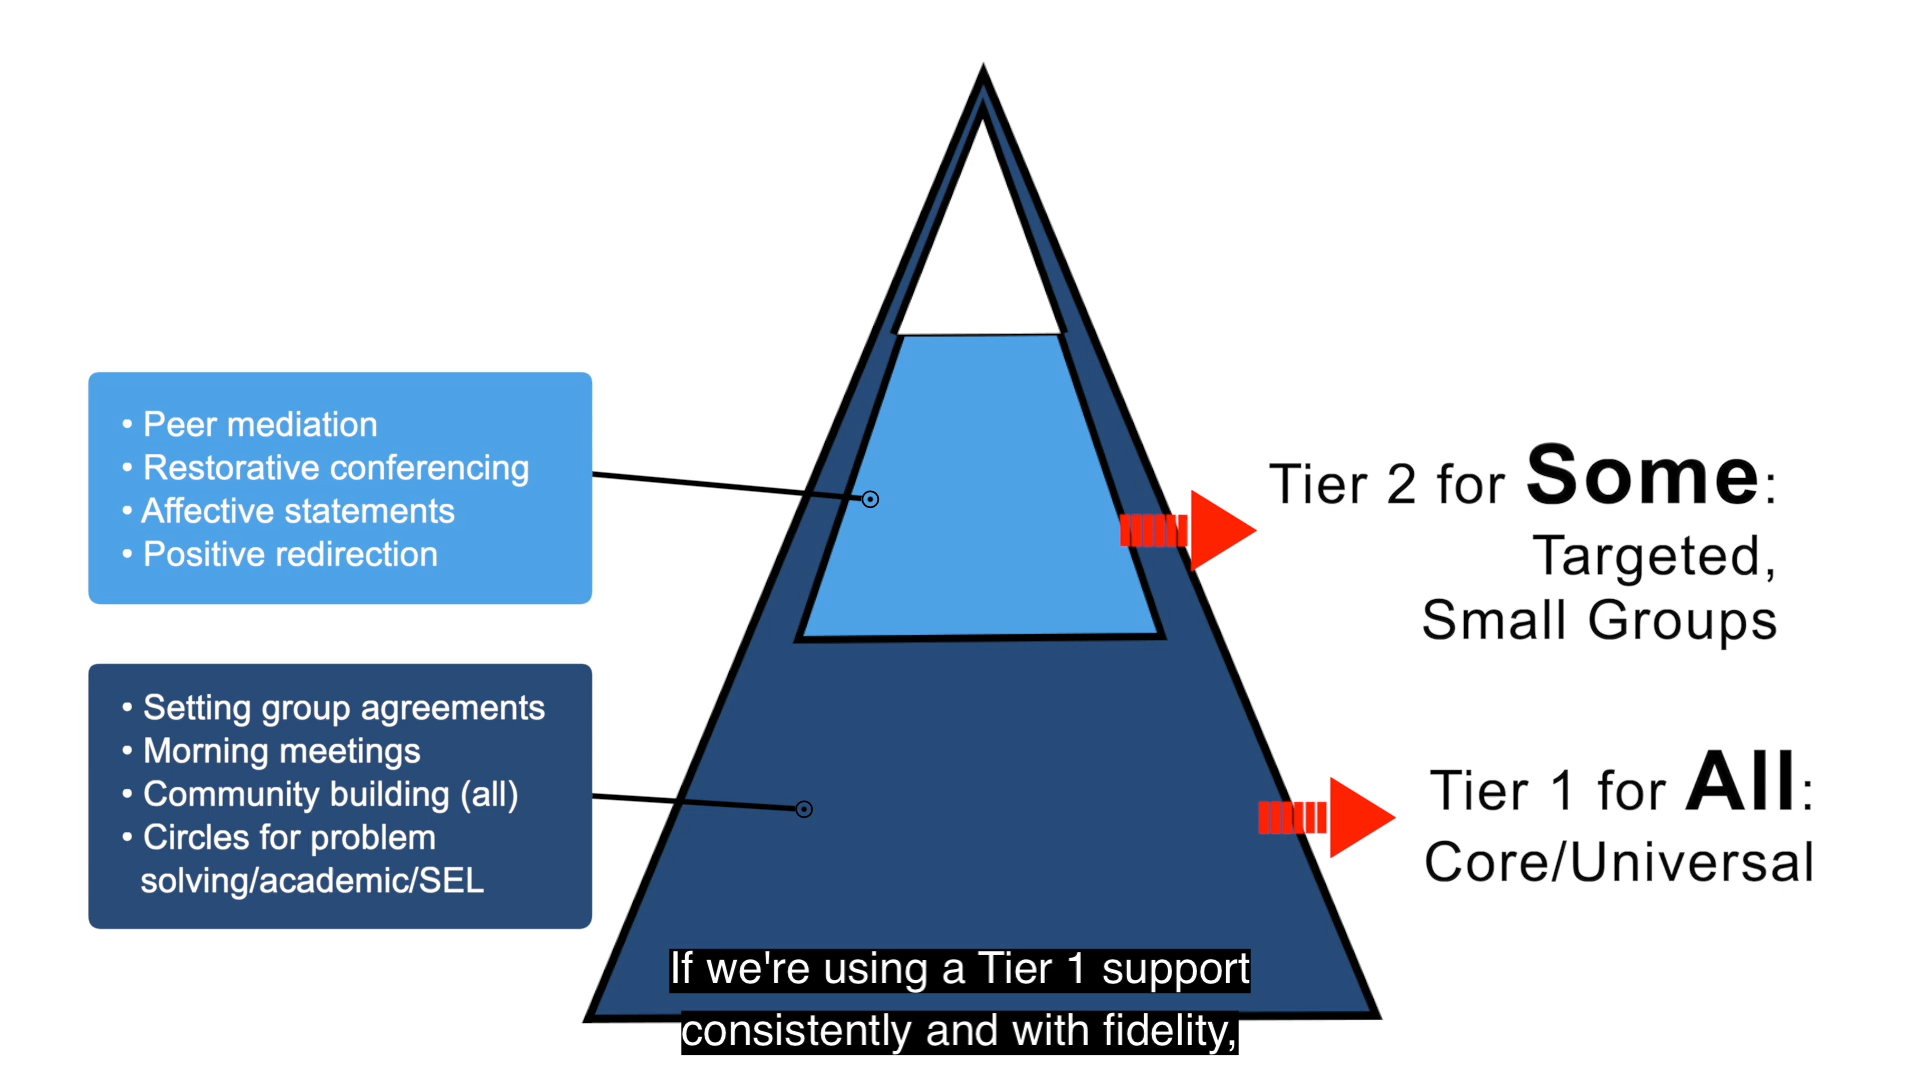 • Peer mediation
• Restorative conferencing
• Affective statements
• Positive redirection
Tier 2 for Some:
Targeted,
Small Groups
• Setting group agreements
• Morning meetings
• Community building (all)
• Circles for problem
solving/academic/SEL
Tier 1 for All:
Core/Universal
If we're using a Tier 1 support
consistently and with fidelity,